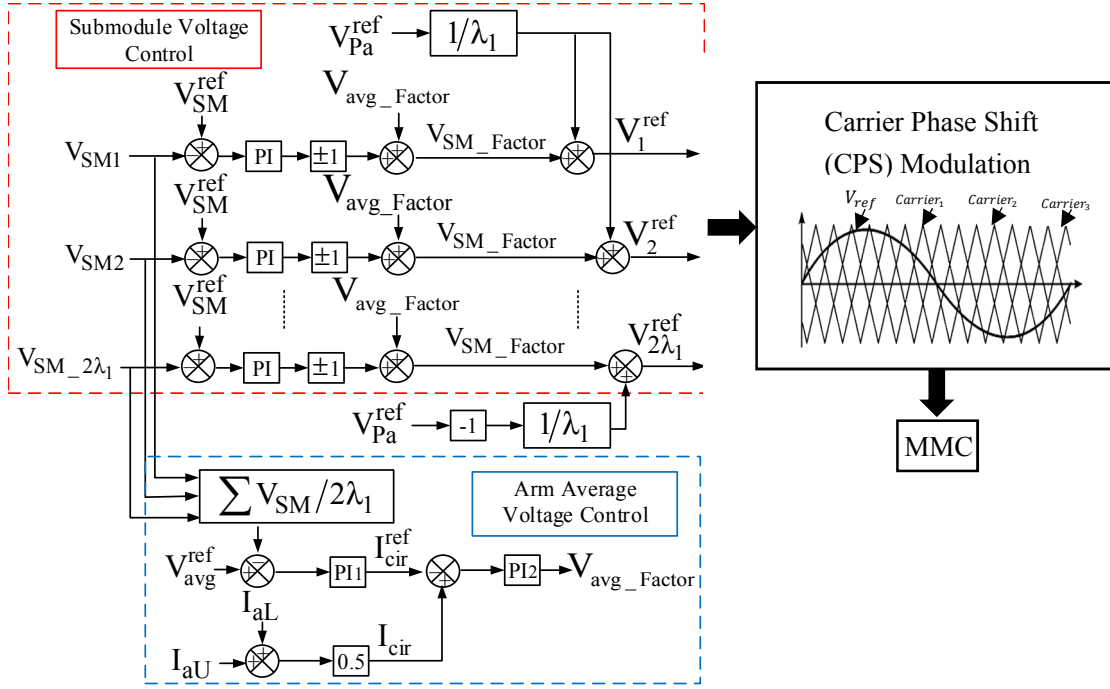 Submodule Voltage
Control
V_Pa^ref
1/λ₁
V_SM^ref
V_avg_Factor
V_SM1
PI
±1
V_SM_Factor
V_1^ref
V_SM^ref
V_avg_Factor
V_SM2
PI
±1
V_SM_Factor
V_2^ref
V_SM^ref
V_avg_Factor
V_SM_2λ₁
PI
±1
V_SM_Factor
V_2λ₁^ref
V_Pa^ref
-1
1/λ₁
∑ V_SM/2λ₁
Arm Average
Voltage Control
V_avg^ref
PI1
I_cir^ref
PI2
V_avg_Factor
I_aL
I_aU
0.5
I_cir
Carrier Phase Shift
(CPS) Modulation
V_ref
Carrier₁
Carrier₂
Carrier₃
MMC